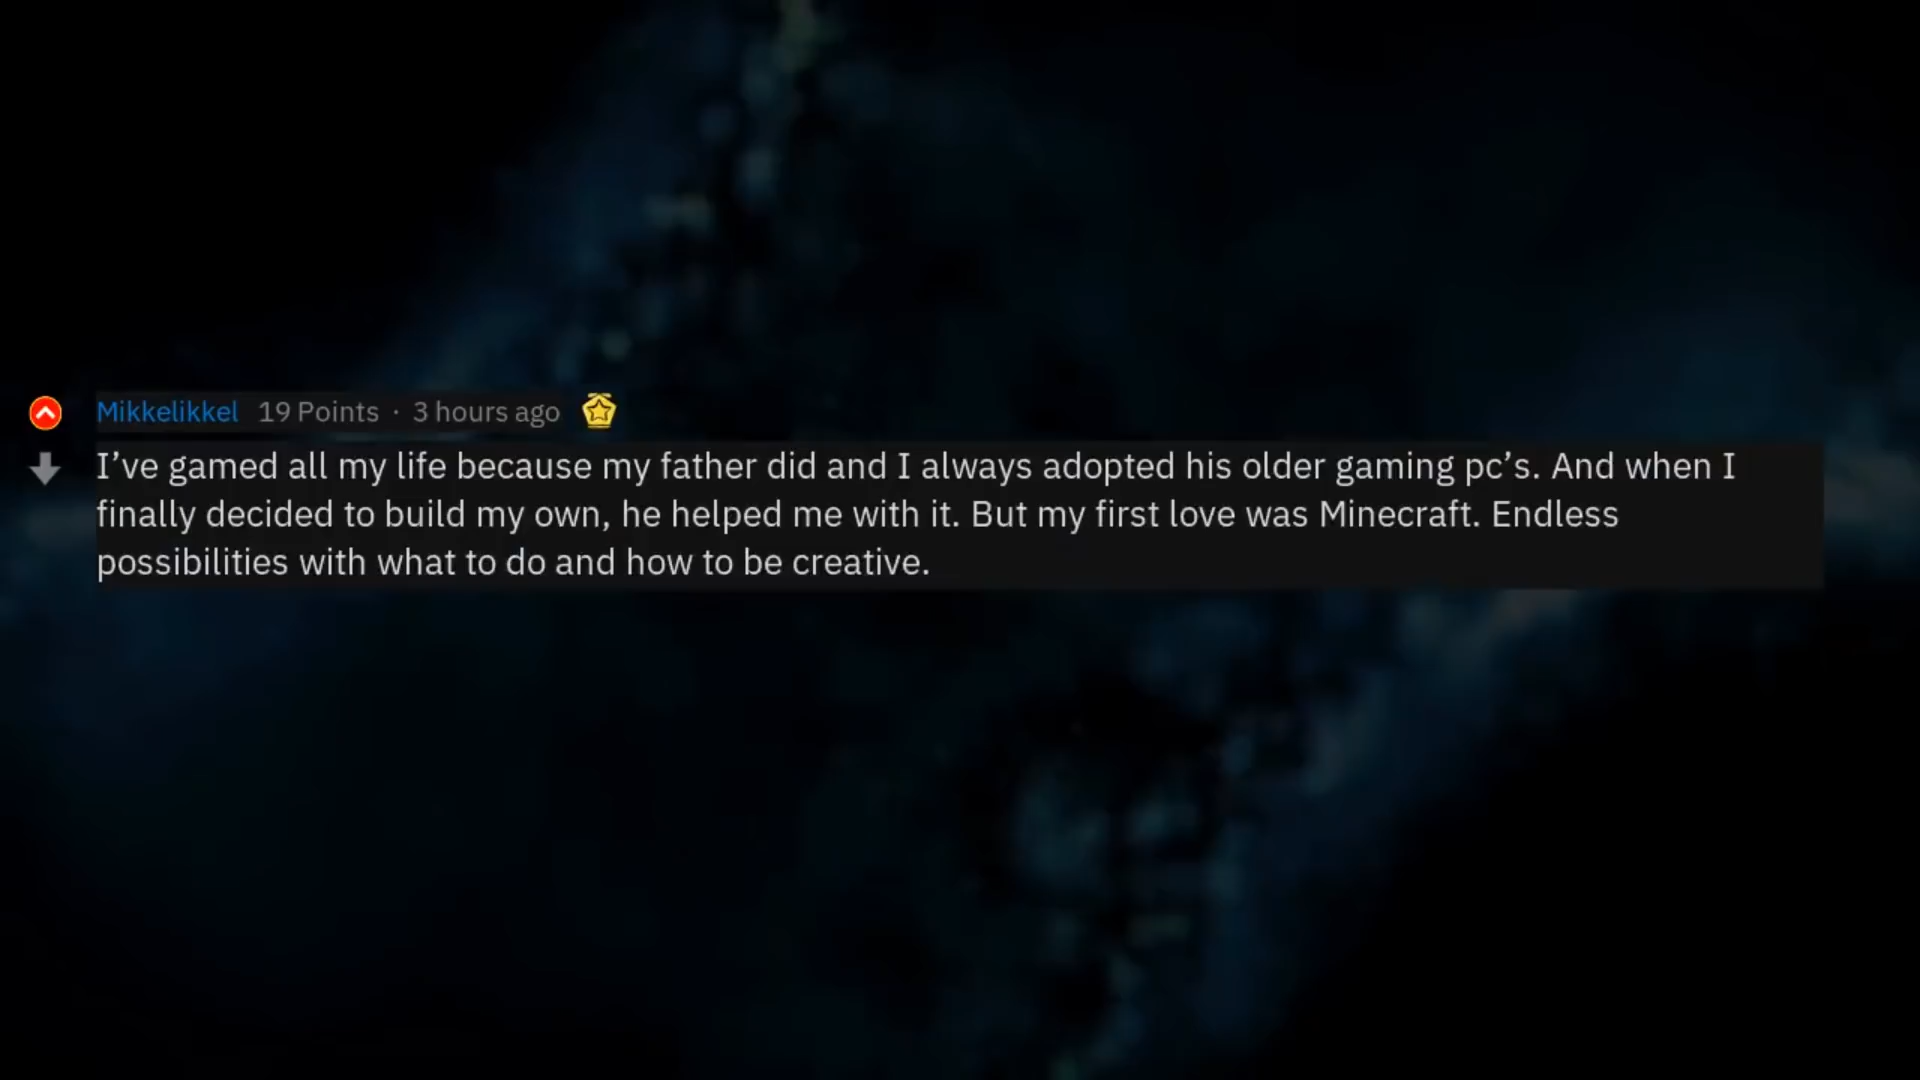 Mikkelikkel 19 Points · 3 hours ago
I’ve gamed all my life because my father did and I always adopted his older gaming pc’s. And when I
finally decided to build my own, he helped me with it. But my first love was Minecraft. Endless
possibilities with what to do and how to be creative.